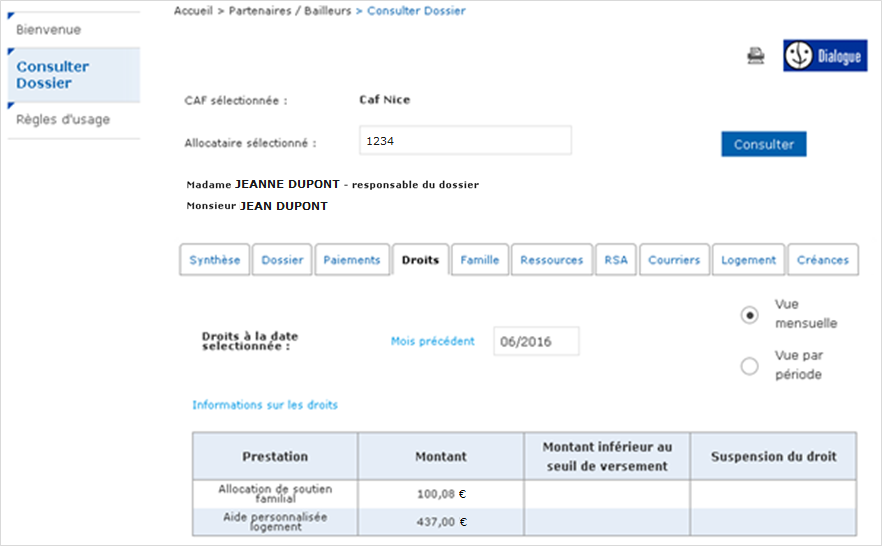 Accueil > Partenaires / Bailleurs > Consulter Dossier
Bienvenue
Consulter
Dossier
Règles d'usage
Dialogue
CAF sélectionnée : Caf Nice
Allocataire sélectionné : 1234 Consulter
Madame JEANNE DUPONT - responsable du dossier
Monsieur JEAN DUPONT
Synthèse Dossier Paiements Droits Famille Ressources RSA Courriers Logement Créances
Droits à la date
selectionnée :
Mois précédent 06/2016
Vue
mensuelle
Vue par
période
Informations sur les droits
Prestation Montant Montant inférieur au
seuil de versement Suspension du droit
Allocation de soutien
familial 100,08 €
Aide personnalisée
logement 437,00 €